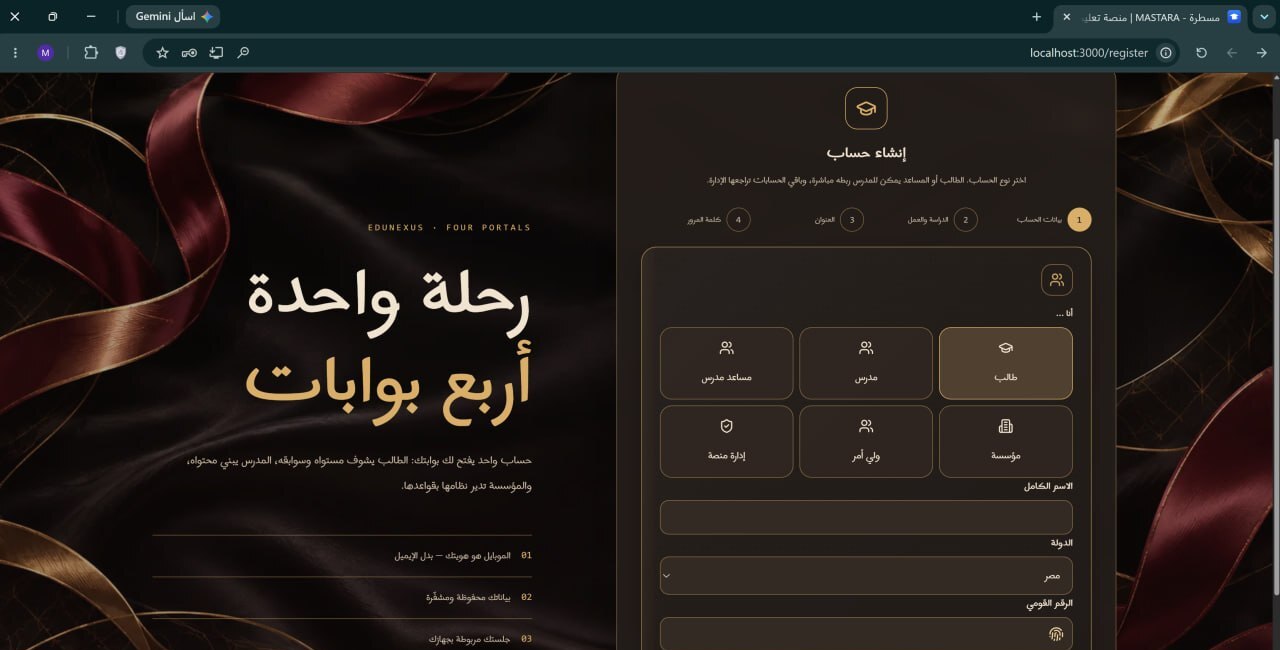 مسطرة - MASTARA | منصة تعلي
اسأل Gemini
localhost:3000/register
M
إنشاء حساب
اختر نوع الحساب. الطالب أو المساعد يمكن للمدرس ربطه مباشرة، وباقي الحسابات تراجعها الإدارة.
1 بيانات الحساب
2 الدراسة والعمل
3 العنوان
4 كلمة المرور
أنا ...
طالب
مدرس
مساعد مدرس
مؤسسة
ولي أمر
إدارة منصة
الاسم الكامل
الدولة
مصر
الرقم القومي
EDUNEXUS · FOUR PORTALS
رحلة واحدة
أربع بوابات
حساب واحد يفتح لك بوابتك: الطالب يشوف مستواه وسوابقه، المدرس يبني محتواه،
والمؤسسة تدير نظامها بقواعدها.
01 الموبايل هو هويتك — بدل الإيميل
02 بياناتك محفوظة ومشفّرة
03 جلستك مربوطة بجهازك